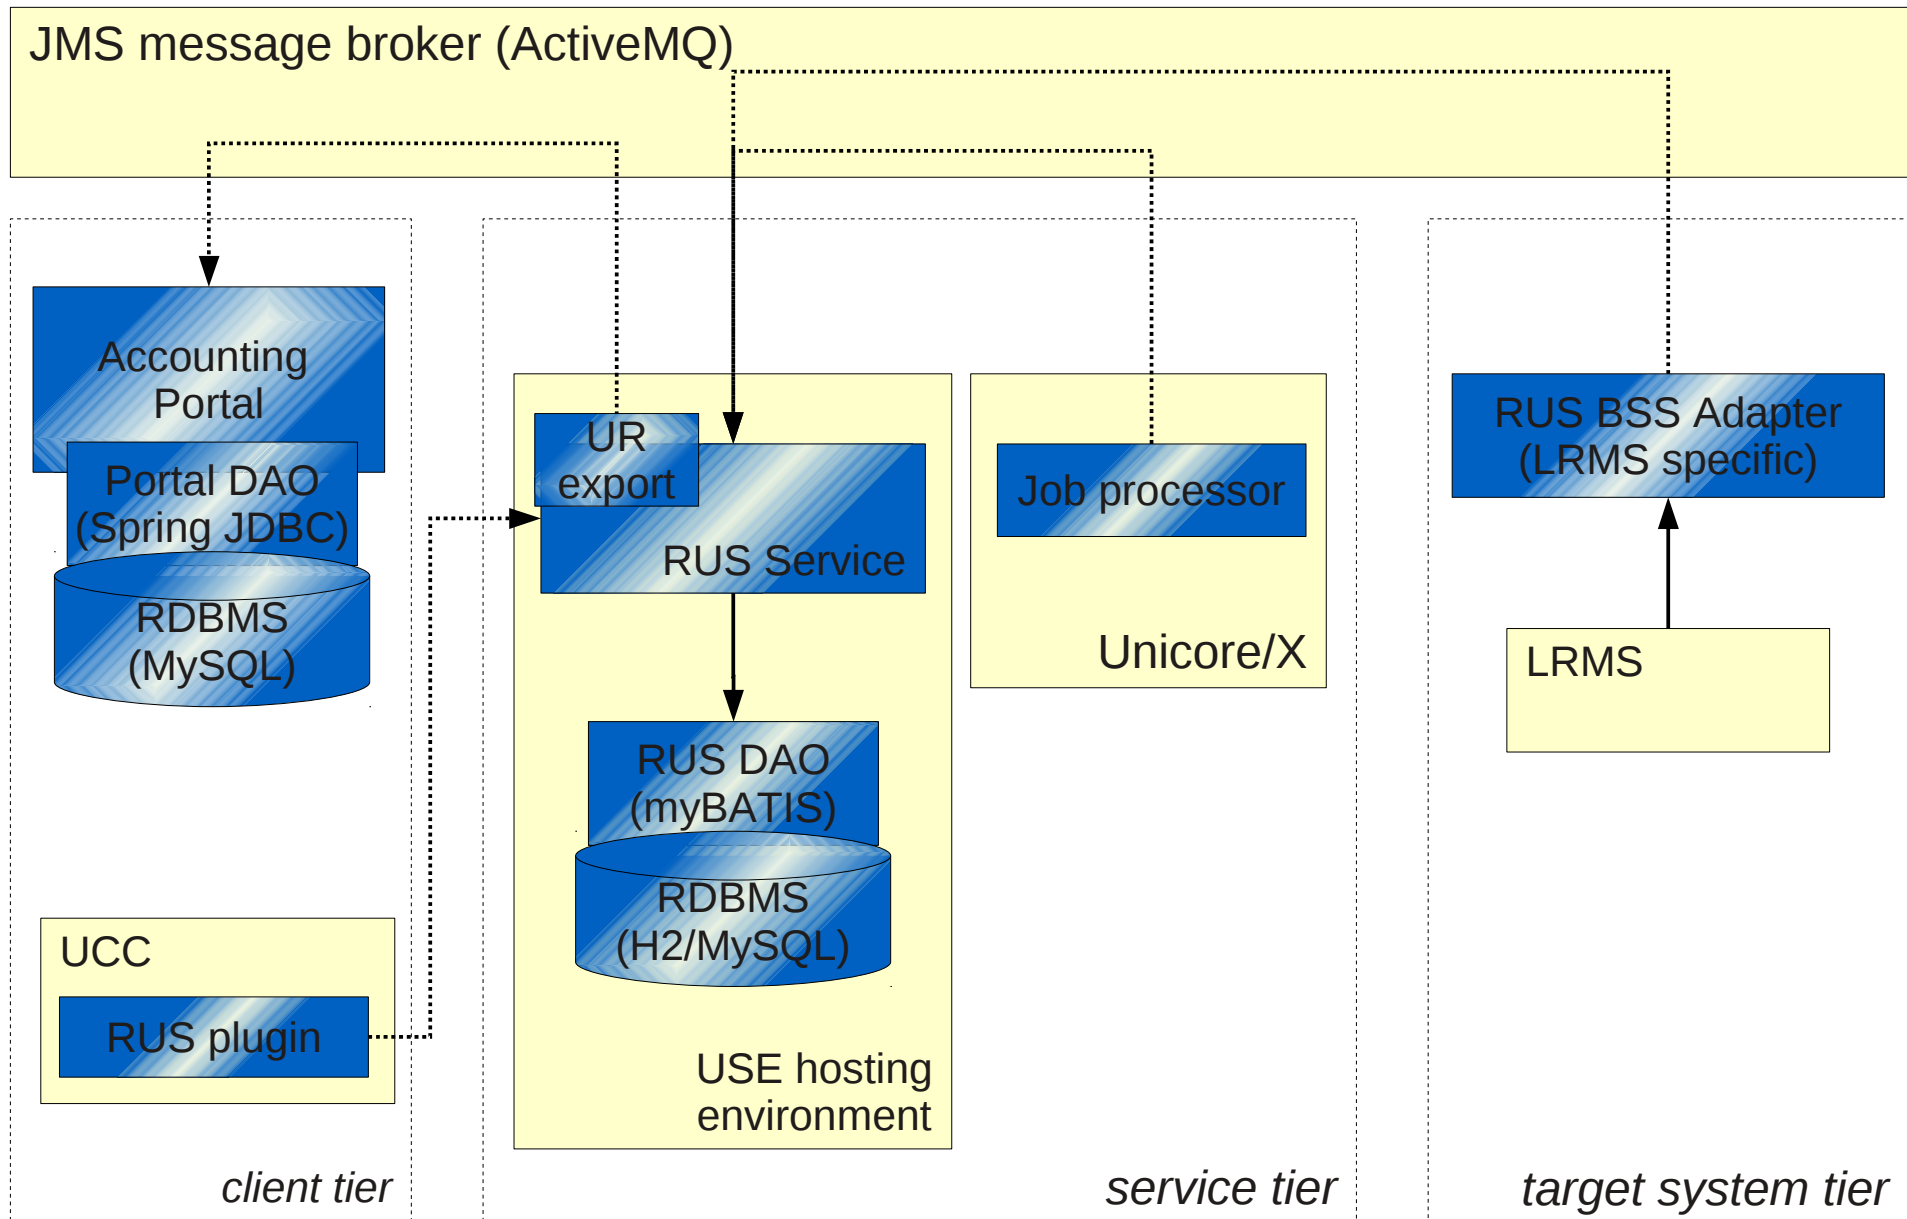 JMS message broker (ActiveMQ)
Accounting
Portal
Portal DAO
(Spring JDBC)
RDBMS
(MySQL)
UCC
RUS plugin
client tier
UR
export
RUS Service
RUS DAO
(myBATIS)
RDBMS
(H2/MySQL)
USE hosting
environment
Job processor
Unicore/X
service tier
RUS BSS Adapter
(LRMS specific)
LRMS
target system tier